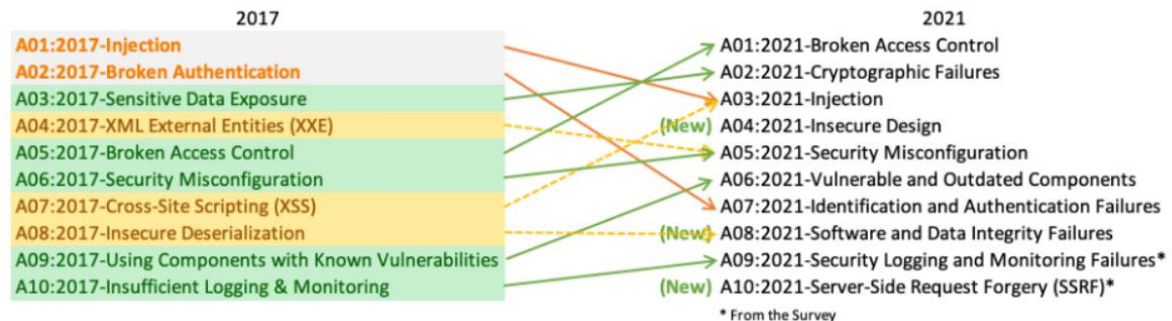 2017
2021
A01:2017-Injection
A02:2017-Broken Authentication
A03:2017-Sensitive Data Exposure
A04:2017-XML External Entities (XXE)
A05:2017-Broken Access Control
A06:2017-Security Misconfiguration
A07:2017-Cross-Site Scripting (XSS)
A08:2017-Insecure Deserialization
A09:2017-Using Components with Known Vulnerabilities
A10:2017-Insufficient Logging & Monitoring
A01:2021-Broken Access Control
A02:2021-Cryptographic Failures
A03:2021-Injection
(New) A04:2021-Insecure Design
A05:2021-Security Misconfiguration
A06:2021-Vulnerable and Outdated Components
A07:2021-Identification and Authentication Failures
(New) A08:2021-Software and Data Integrity Failures
A09:2021-Security Logging and Monitoring Failures*
(New) A10:2021-Server-Side Request Forgery (SSRF)*
* From the Survey